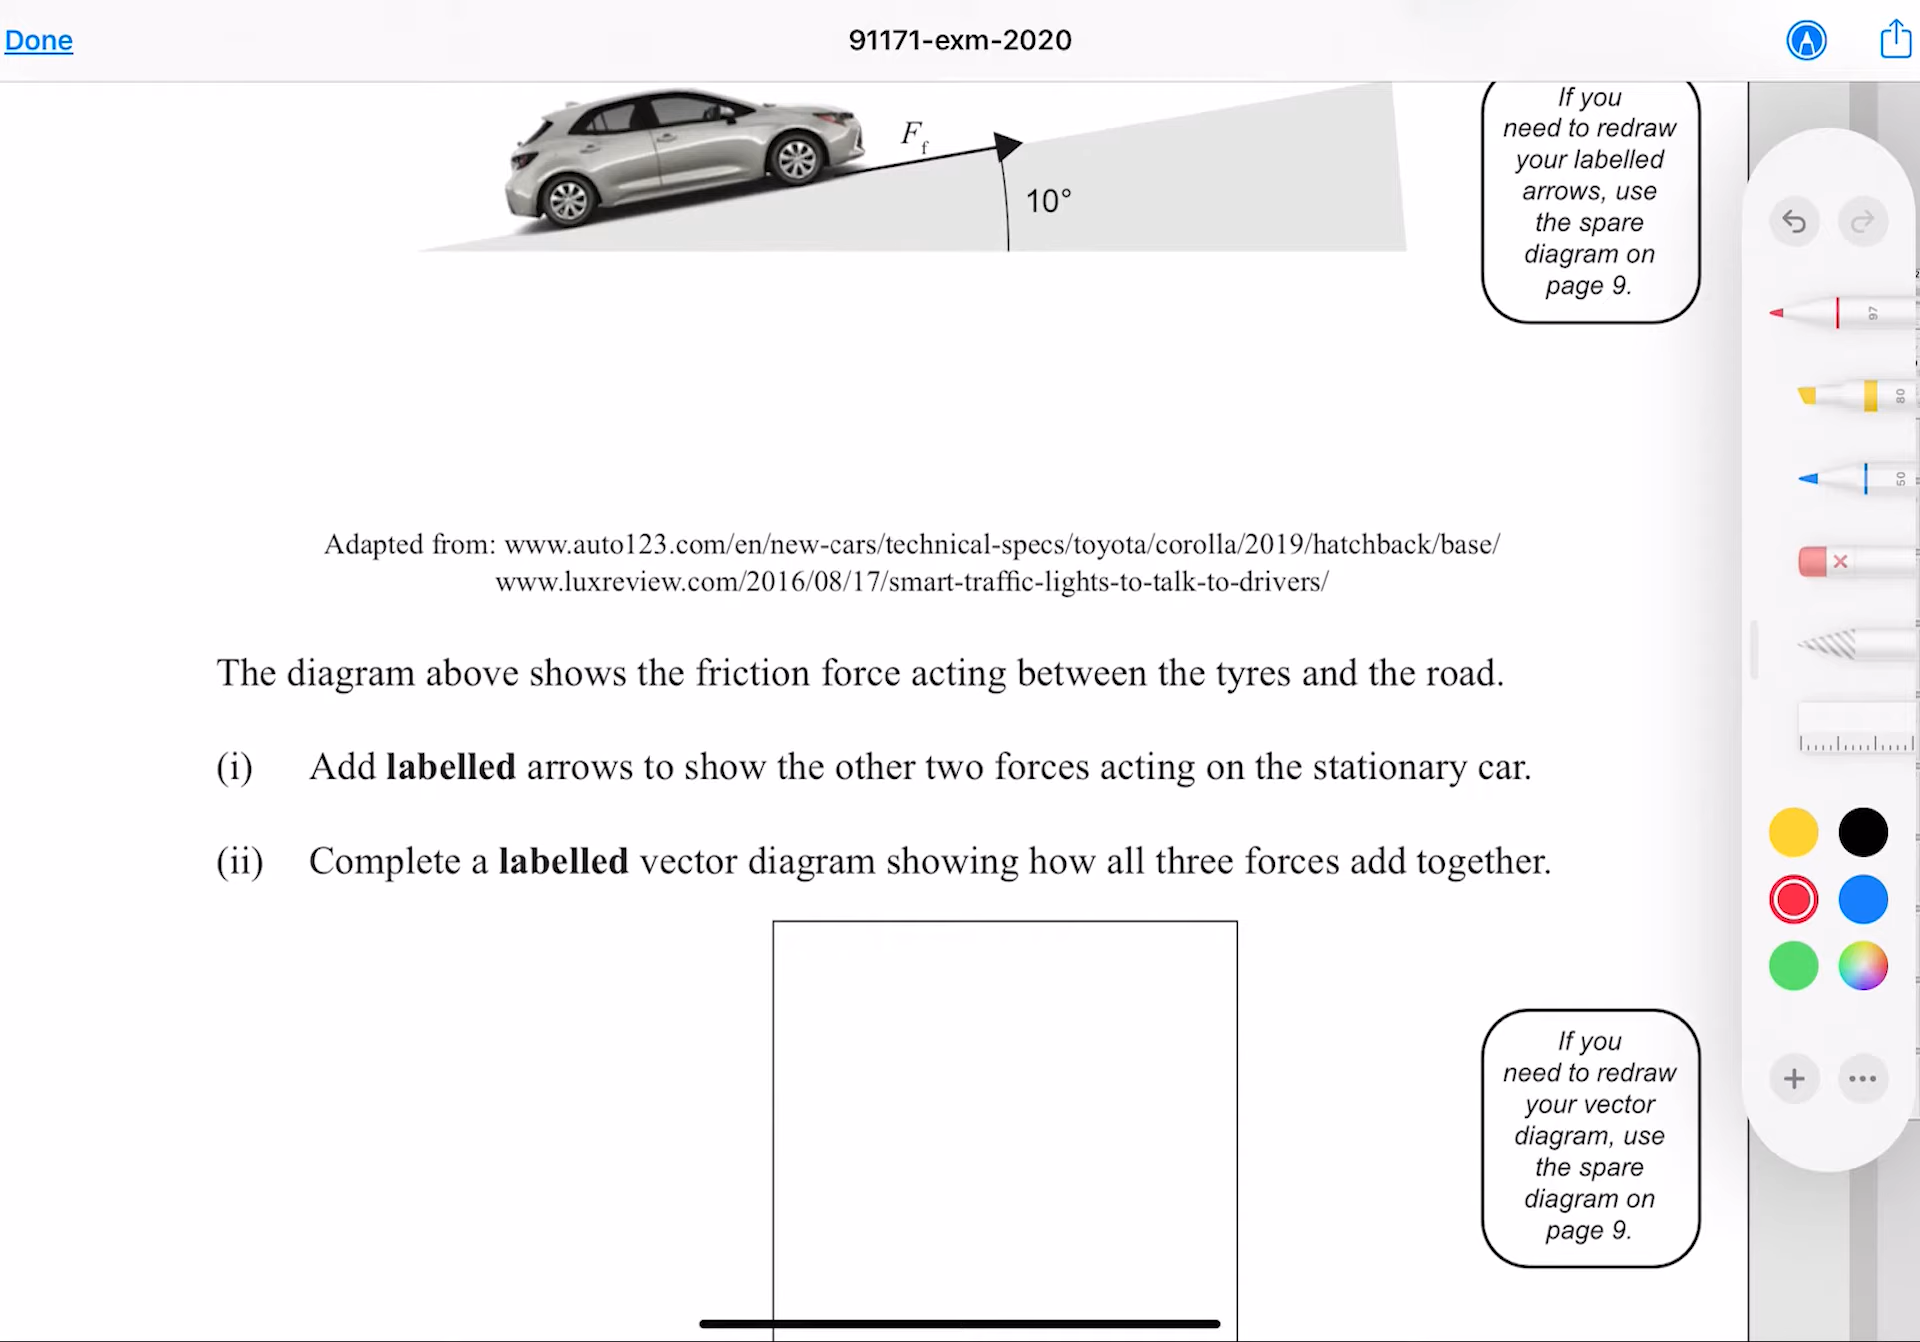 Done
91171-exm-2020
If you
need to redraw
your labelled
arrows, use
the spare
diagram on
page 9.
Ff
10°
Adapted from: www.auto123.com/en/new-cars/technical-specs/toyota/corolla/2019/hatchback/base/
www.luxreview.com/2016/08/17/smart-traffic-lights-to-talk-to-drivers/
The diagram above shows the friction force acting between the tyres and the road.
(i) Add labelled arrows to show the other two forces acting on the stationary car.
(ii) Complete a labelled vector diagram showing how all three forces add together.
If you
need to redraw
your vector
diagram, use
the spare
diagram on
page 9.
97
80
50